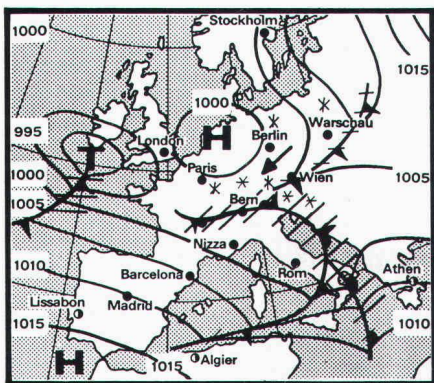 Stockholm
1000
1015
1000
995
H
T
Warschau
London
Berlin
1000
Paris
1005
1005
Wien
Bern
Nizza
1010
Athen
Barcelona
Rom
T
Lissabon
Madrid
1015
1010
H
1015
Algier